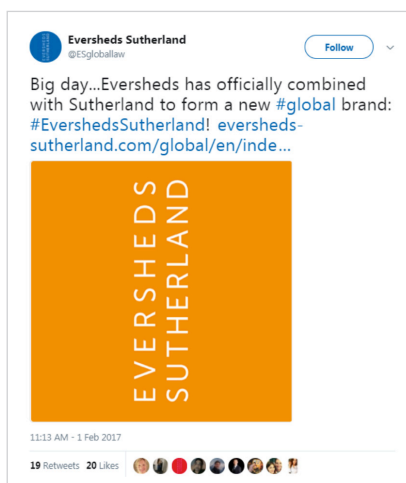 Eversheds Sutherland
@ESgloballaw
Follow
Big day...Eversheds has officially combined
with Sutherland to form a new #global brand:
#EvershedsSutherland! eversheds-
sutherland.com/global/en/inde...
EVERSHEDS
SUTHERLAND
11:13 AM - 1 Feb 2017
19 Retweets 20 Likes